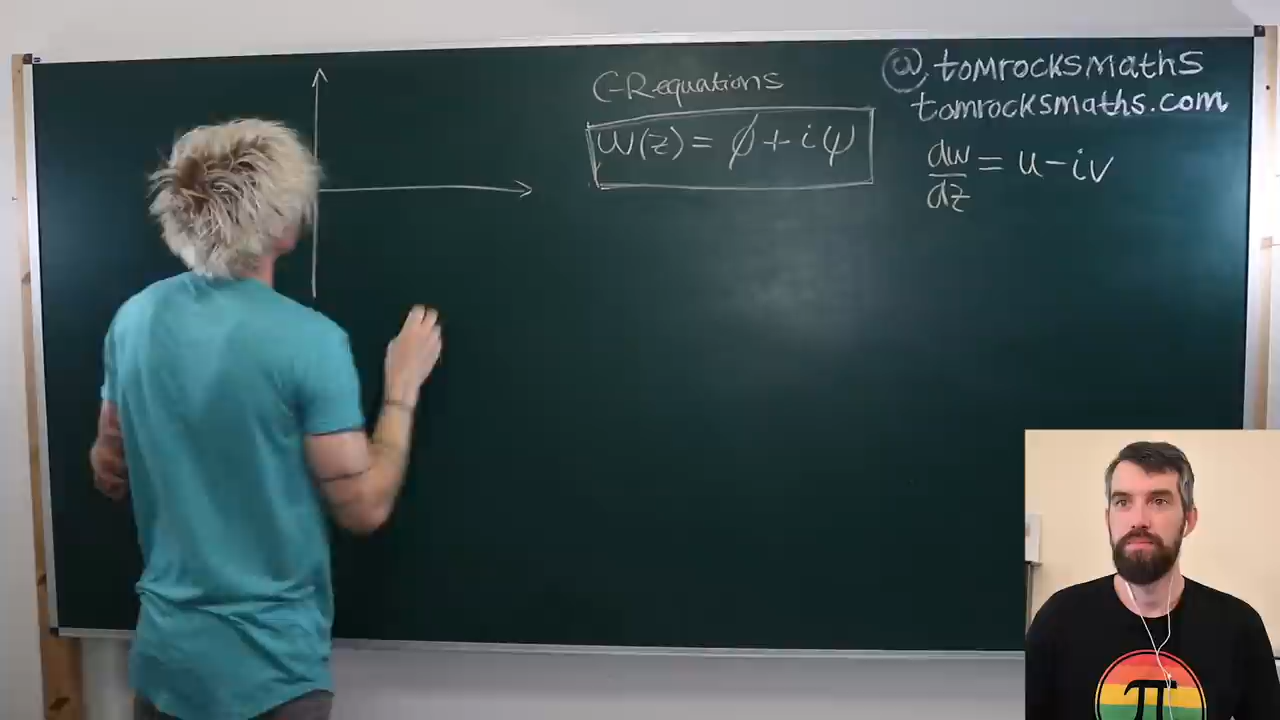 C-R equations
w(z) = φ + iψ
@tomrocksmaths
tomrocksmaths.com
dw/dz = u - iv
π